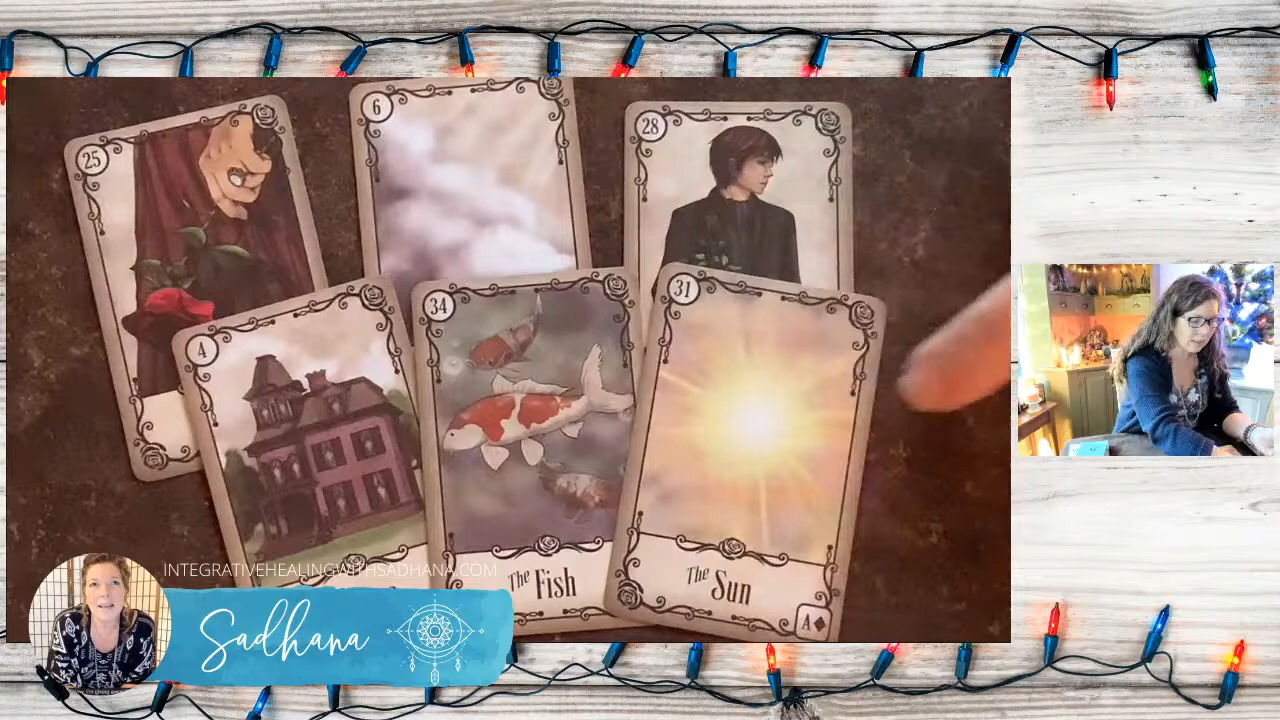 25
6
28
4
34
31
The Fish
The Sun
A♦
INTEGRATIVEHEALINGWITHSADHANA.COM
Sadhana